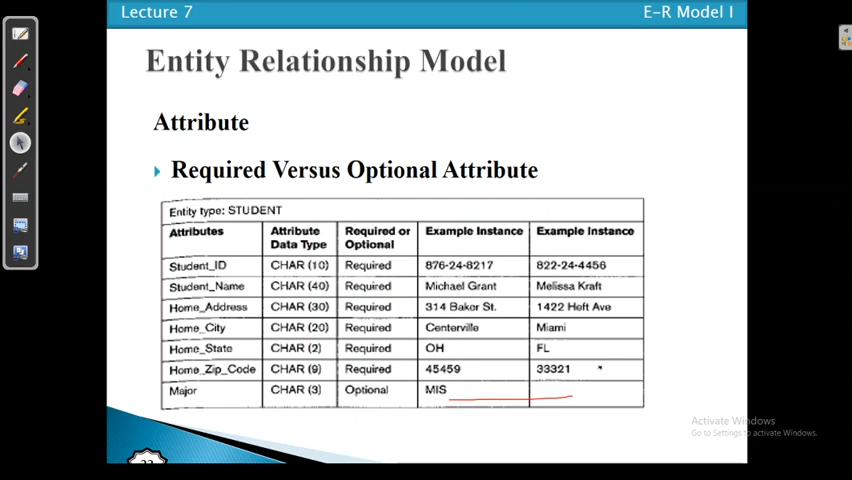 Lecture 7 E-R Model I
Entity Relationship Model
Attribute
Required Versus Optional Attribute
Entity type: STUDENT
Attributes Attribute Data Type Required or Optional Example Instance Example Instance
Student_ID CHAR (10) Required 876-24-8217 822-24-4456
Student_Name CHAR (40) Required Michael Grant Melissa Kraft
Home_Address CHAR (30) Required 314 Baker St. 1422 Heft Ave
Home_City CHAR (20) Required Centerville Miami
Home_State CHAR (2) Required OH FL
Home_Zip_Code CHAR (9) Required 45459 33321
Major CHAR (3) Optional MIS
Activate Windows
Go to Settings to activate Windows.